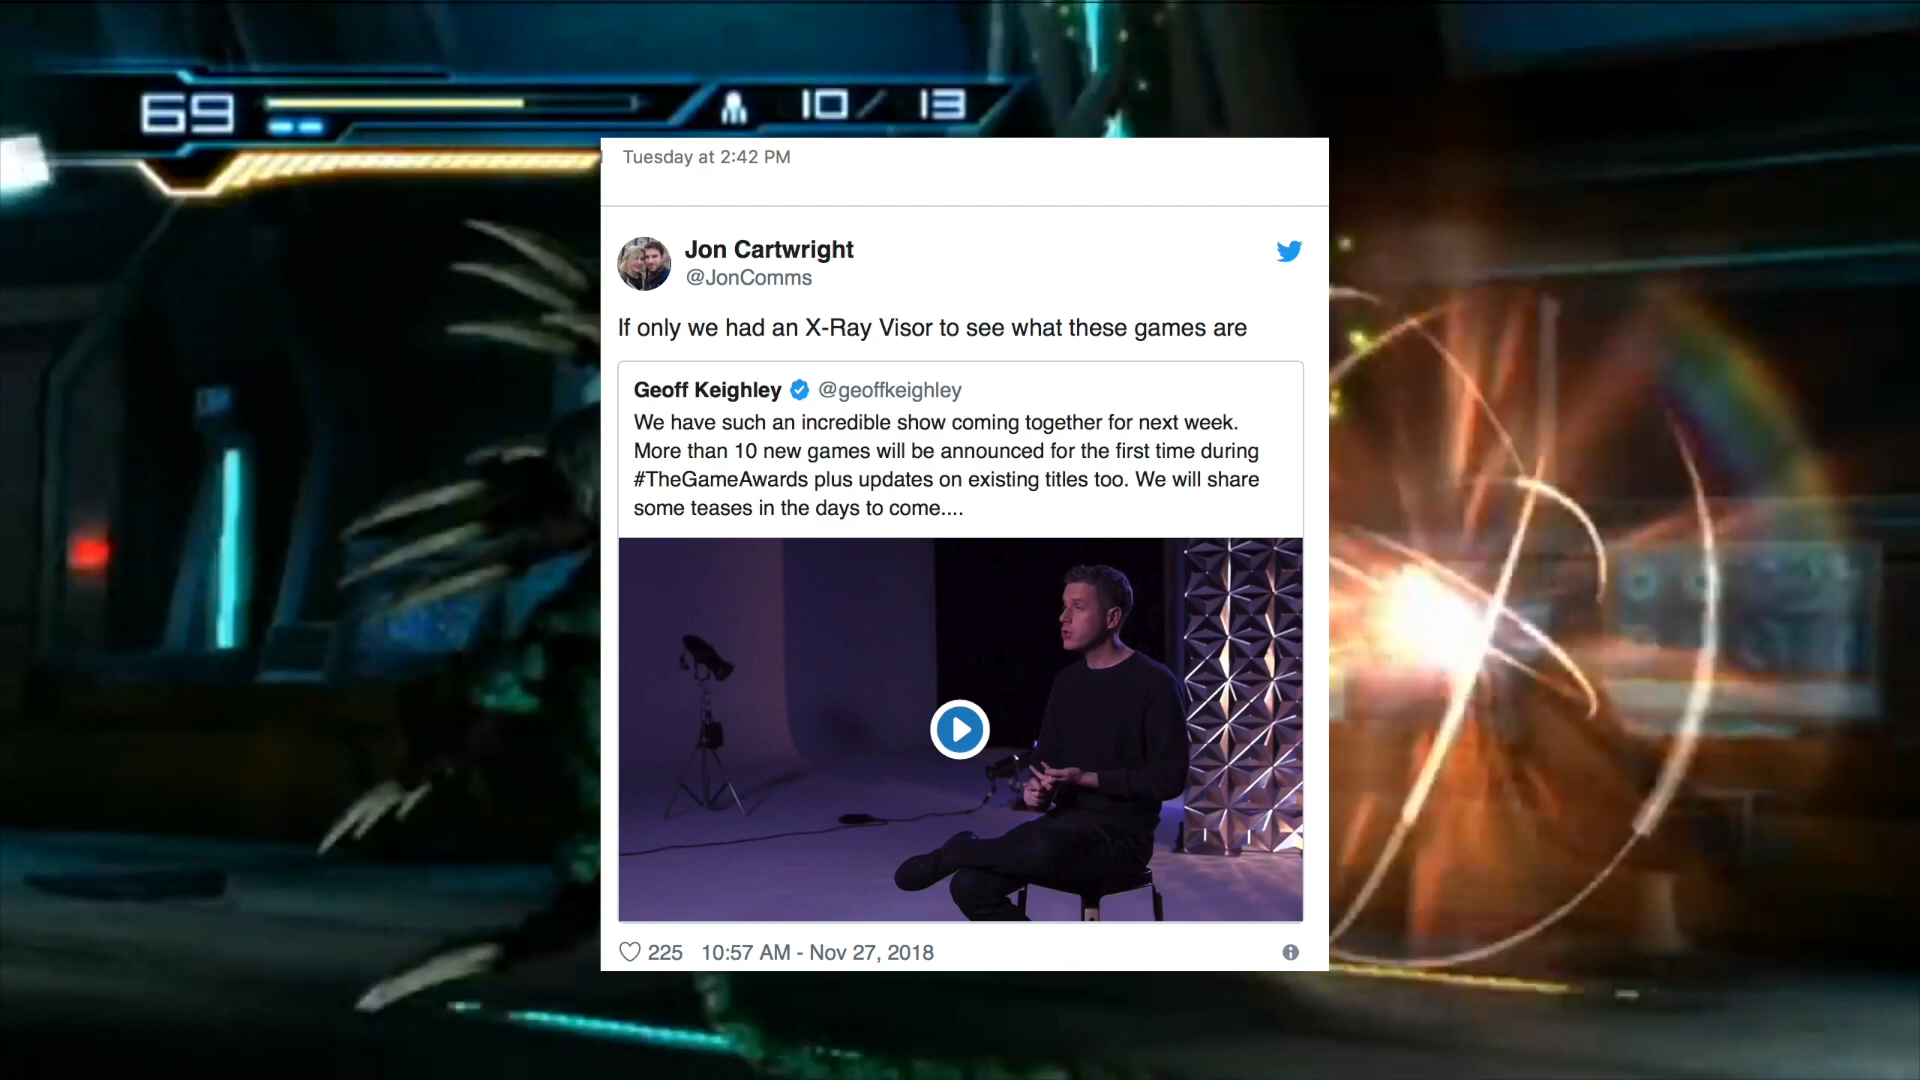 69
10 / 13
Tuesday at 2:42 PM
Jon Cartwright
@JonComms
If only we had an X-Ray Visor to see what these games are
Geoff Keighley @geoffkeighley
We have such an incredible show coming together for next week.
More than 10 new games will be announced for the first time during
#TheGameAwards plus updates on existing titles too. We will share
some teases in the days to come....
225 10:57 AM - Nov 27, 2018